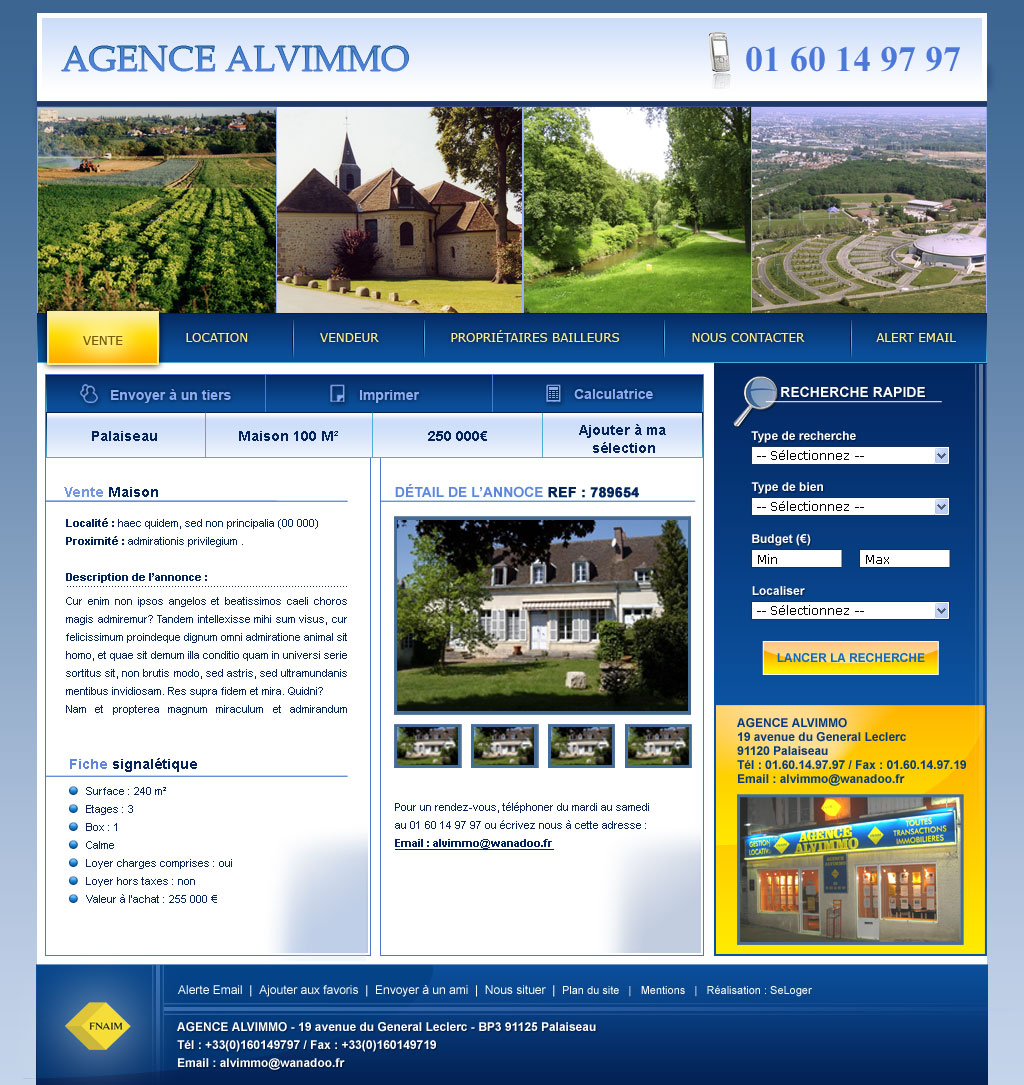 AGENCE ALVIMMO
01 60 14 97 97
VENTE
LOCATION
VENDEUR
PROPRIÉTAIRES BAILLEURS
NOUS CONTACTER
ALERT EMAIL
Envoyer à un tiers
Imprimer
Calculatrice
Palaiseau
Maison 100 M²
250 000€
Ajouter à ma
sélection
Vente Maison
Localité : haec quidem, sed non principalia (00 000)
Proximité : admirationis privilegium .
Description de l'annonce :
Cur enim non ipsos angelos et beatissimos caeli choros
magis admiremur? Tandem intellexisse mihi sum visus, cur
felicissimum proindeque dignum omni admiratione animal sit
homo, et quae sit demum illa conditio quam in universi serie
sortitus sit, non brutis modo, sed astris, sed ultramundanis
mentibus invidiosam. Res supra fidem et mira. Quidni?
Nam et propterea magnum miraculum et admirandum
Fiche signalétique
Surface : 240 m²
Etages : 3
Box : 1
Calme
Loyer charges comprises : oui
Loyer hors taxes : non
Valeur à l'achat : 255 000 €
DÉTAIL DE L'ANNOCE REF : 789654
Pour un rendez-vous, téléphoner du mardi au samedi
au 01 60 14 97 97 ou écrivez nous à cette adresse :
Email : alvimmo@wanadoo.fr
RECHERCHE RAPIDE
Type de recherche
-- Sélectionnez --
Type de bien
-- Sélectionnez --
Budget (€)
Min
Max
Localiser
-- Sélectionnez --
LANCER LA RECHERCHE
AGENCE ALVIMMO
19 avenue du General Leclerc
91120 Palaiseau
Tél : 01.60.14.97.97 / Fax : 01.60.14.97.19
Email : alvimmo@wanadoo.fr
GESTION
AGENCE
ALVIMMO
TOUTES
TRANSACTIONS
IMMOBILIERES
Alerte Email | Ajouter aux favoris | Envoyer à un ami | Nous situer | Plan du site | Mentions | Réalisation : SeLoger
FNAIM
AGENCE ALVIMMO - 19 avenue du General Leclerc - BP3 91125 Palaiseau
Tél : +33(0)160149797 / Fax : +33(0)160149719
Email : alvimmo@wanadoo.fr